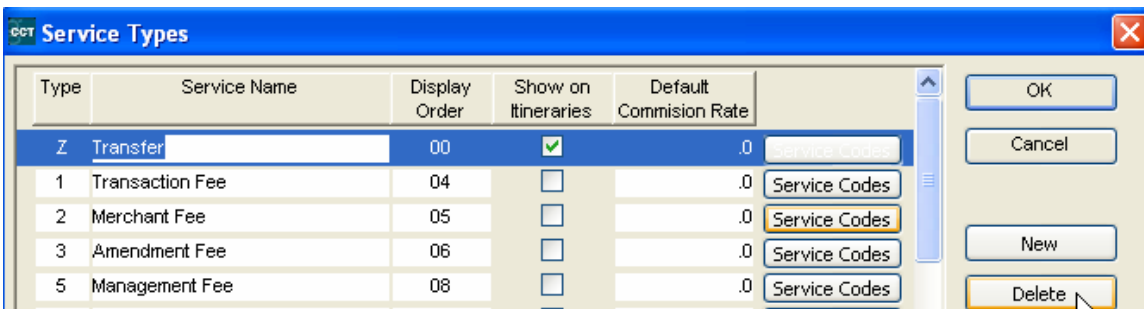 CCT Service Types
Type Service Name Display Order Show on Itineraries Default Commision Rate
OK
Z Transfer 00 .0 Service Codes
Cancel
1 Transaction Fee 04 .0 Service Codes
2 Merchant Fee 05 .0 Service Codes
3 Amendment Fee 06 .0 Service Codes
New
5 Management Fee 08 .0 Service Codes
Delete